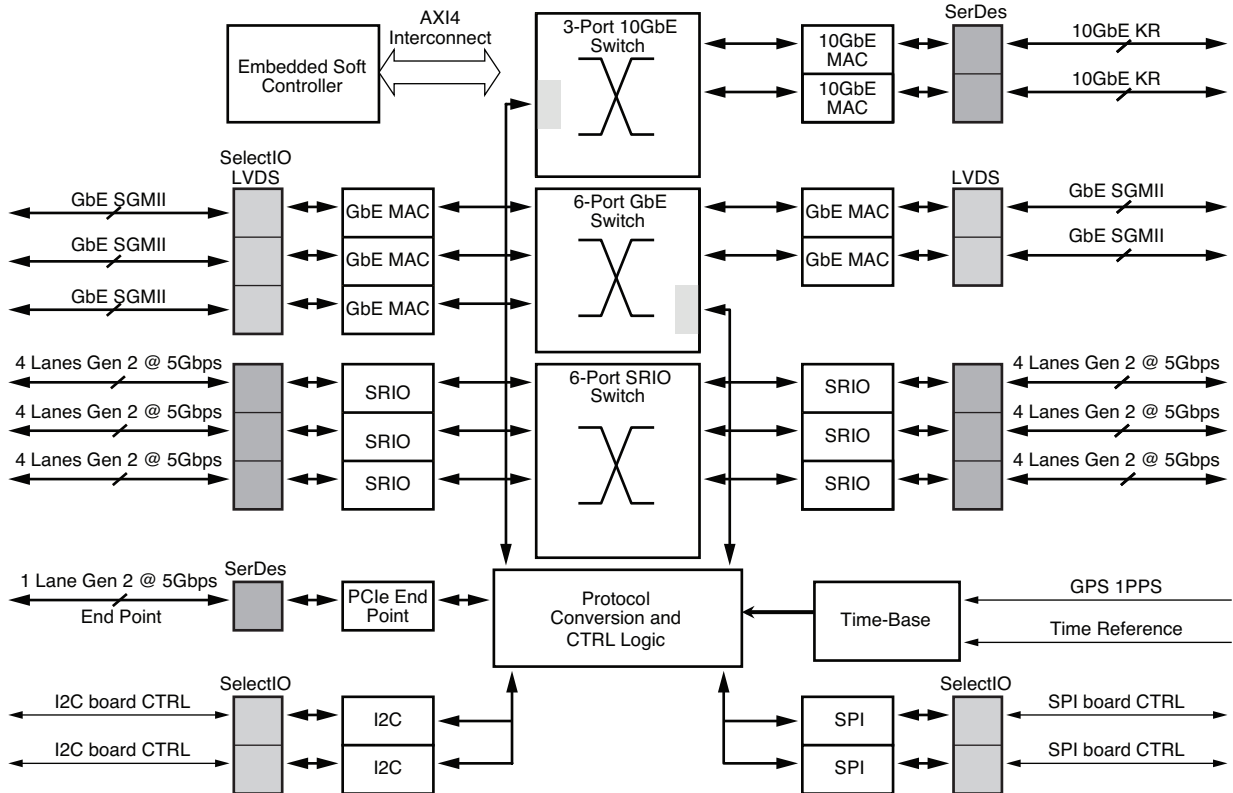 AXI4
Interconnect
Embedded Soft
Controller
3-Port 10GbE
Switch
10GbE
MAC
10GbE
MAC
SerDes
10GbE KR
10GbE KR
SelectIO
LVDS
GbE SGMII
GbE SGMII
GbE SGMII
GbE MAC
GbE MAC
GbE MAC
6-Port GbE
Switch
GbE MAC
GbE MAC
LVDS
GbE SGMII
GbE SGMII
4 Lanes Gen 2 @ 5Gbps
4 Lanes Gen 2 @ 5Gbps
4 Lanes Gen 2 @ 5Gbps
SRIO
SRIO
SRIO
6-Port SRIO
Switch
SRIO
SRIO
SRIO
4 Lanes Gen 2 @ 5Gbps
4 Lanes Gen 2 @ 5Gbps
4 Lanes Gen 2 @ 5Gbps
1 Lane Gen 2 @ 5Gbps
End Point
SerDes
PCIe End
Point
Protocol
Conversion and
CTRL Logic
Time-Base
GPS 1PPS
Time Reference
I2C board CTRL
I2C board CTRL
SelectIO
I2C
I2C
SPI
SPI
SelectIO
SPI board CTRL
SPI board CTRL